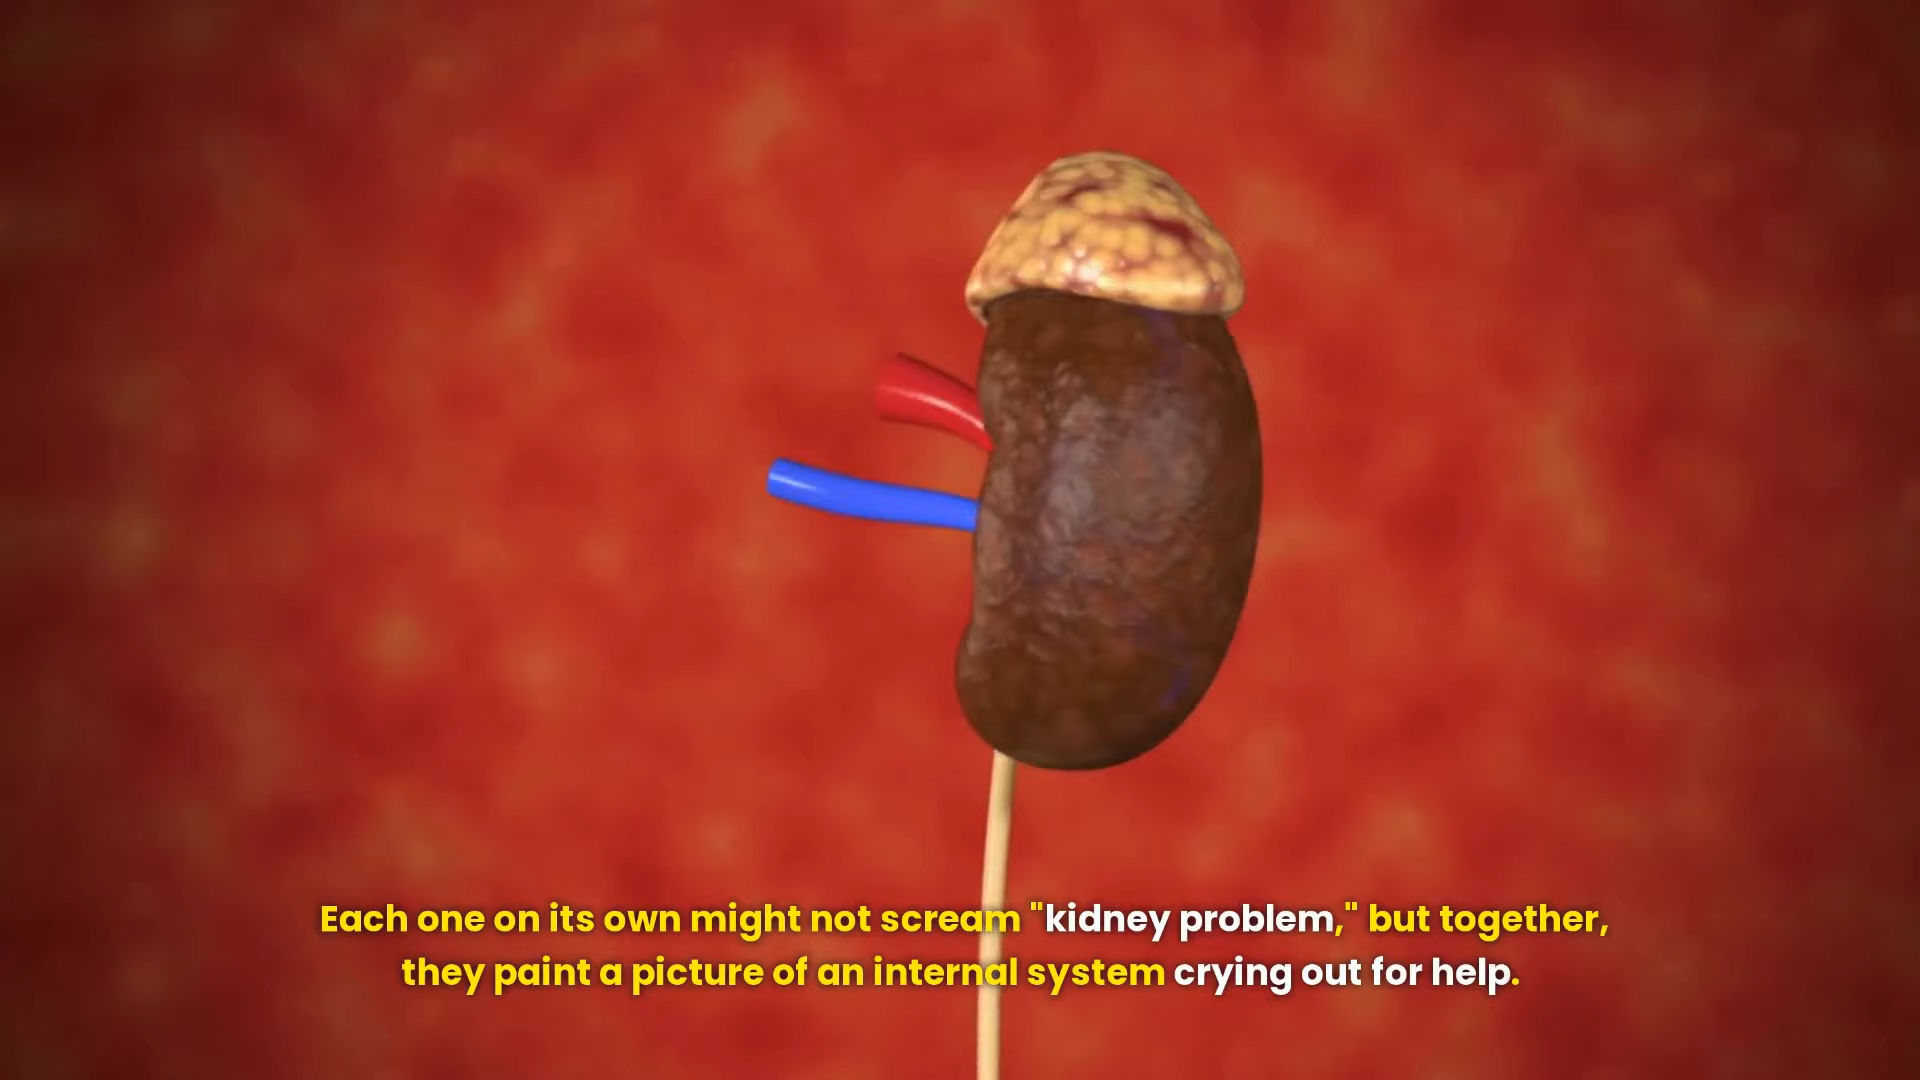 Each one on its own might not scream "kidney problem," but together,
they paint a picture of an internal system crying out for help.